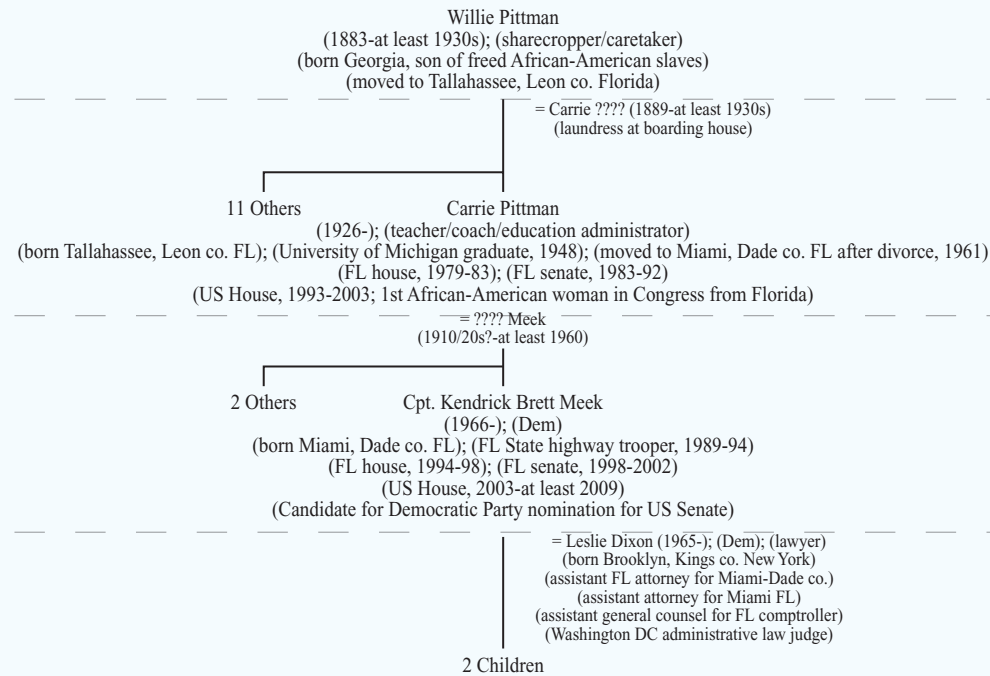 Willie Pittman
(1883-at least 1930s); (sharecropper/caretaker)
(born Georgia, son of freed African-American slaves)
(moved to Tallahassee, Leon co. Florida)
= Carrie ???? (1889-at least 1930s)
(laundress at boarding house)
11 Others
Carrie Pittman
(1926-); (teacher/coach/education administrator)
(born Tallahassee, Leon co. FL); (University of Michigan graduate, 1948); (moved to Miami, Dade co. FL after divorce, 1961)
(FL house, 1979-83); (FL senate, 1983-92)
(US House, 1993-2003; 1st African-American woman in Congress from Florida)
= ???? Meek
(1910/20s?-at least 1960)
2 Others
Cpt. Kendrick Brett Meek
(1966-); (Dem)
(born Miami, Dade co. FL); (FL State highway trooper, 1989-94)
(FL house, 1994-98); (FL senate, 1998-2002)
(US House, 2003-at least 2009)
(Candidate for Democratic Party nomination for US Senate)
= Leslie Dixon (1965-); (Dem); (lawyer)
(born Brooklyn, Kings co. New York)
(assistant FL attorney for Miami-Dade co.)
(assistant attorney for Miami FL)
(assistant general counsel for FL comptroller)
(Washington DC administrative law judge)
2 Children